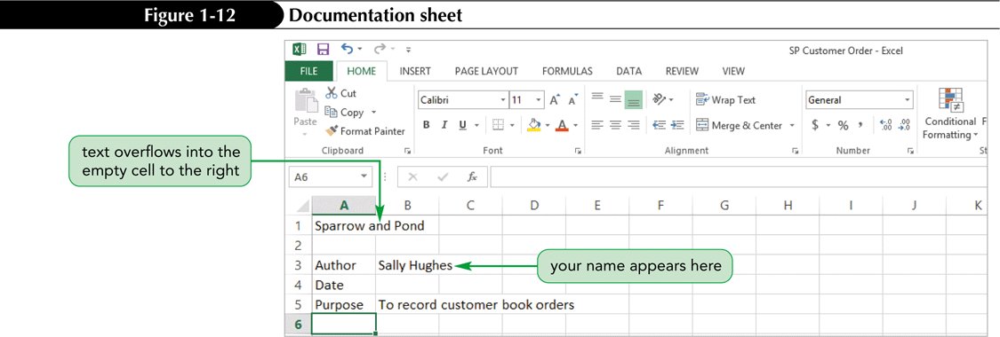 Figure 1-12 Documentation sheet
SP Customer Order - Excel
FILE HOME INSERT PAGE LAYOUT FORMULAS DATA REVIEW VIEW
Paste
Cut
Copy
Format Painter
Clipboard
Calibri 11 A A
B I U A
Font
Wrap Text
Merge & Center
Alignment
General
$ % , .00 .00
Number
Conditional F
Formatting
St
text overflows into the
empty cell to the right
A6 fx
A B C D E F G H I J K
1 Sparrow and Pond
2
3 Author Sally Hughes
your name appears here
4 Date
5 Purpose To record customer book orders
6